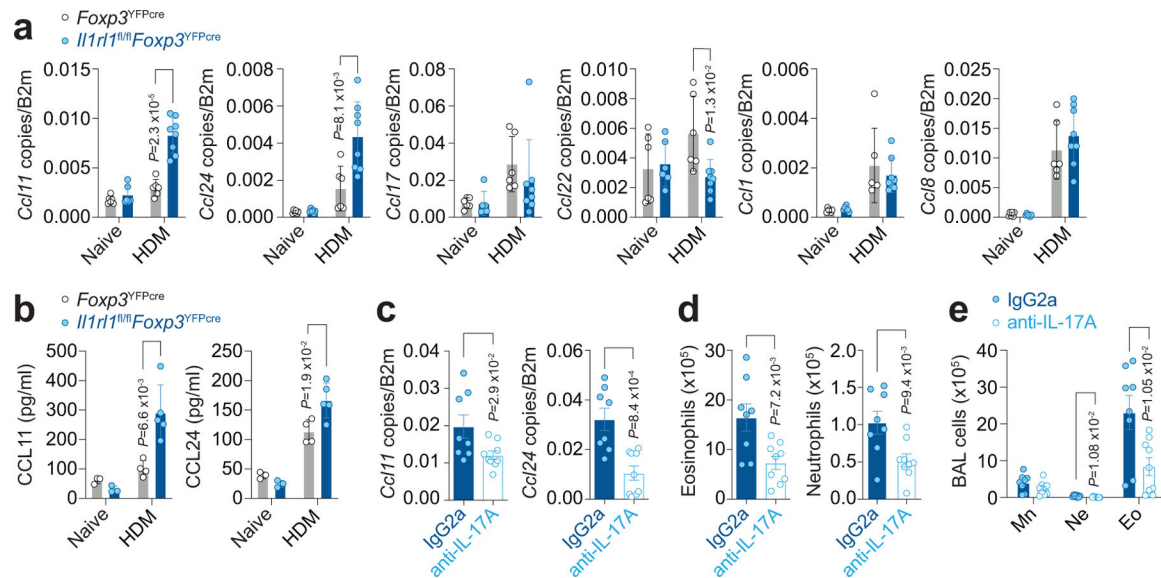 a
Foxp3YFPcre
Il1rl1fl/flFoxp3YFPcre
Ccl11 copies/B2m
0.015
0.010
0.005
0.000
P=2.3 x10-5
Naive
HDM
Ccl24 copies/B2m
0.008
0.006
0.004
0.002
0.000
P=8.1 x10-3
Naive
HDM
Ccl17 copies/B2m
0.08
0.06
0.04
0.02
0.00
Naive
HDM
Ccl22 copies/B2m
0.010
0.008
0.006
0.004
0.002
0.000
P=1.3 x10-2
Naive
HDM
Ccl1 copies/B2m
0.006
0.004
0.002
0.000
Naive
HDM
Ccl8 copies/B2m
0.025
0.020
0.015
0.010
0.005
0.000
Naive
HDM
b
Foxp3YFPcre
Il1rl1fl/flFoxp3YFPcre
CCL11 (pg/ml)
500
400
300
200
100
0
P=6.6 x10-3
Naive
HDM
CCL24 (pg/ml)
250
200
150
100
50
0
P=1.9 x10-2
Naive
HDM
c
Ccl11 copies/B2m
0.04
0.03
0.02
0.01
0.00
P=2.9 x10-2
IgG2a
anti-IL-17A
Ccl24 copies/B2m
0.06
0.04
0.02
0.00
P=8.4 x10-4
IgG2a
anti-IL-17A
d
Eosinophils (x105)
30
20
10
0
P=7.2 x10-3
IgG2a
anti-IL-17A
Neutrophils (x105)
2.0
1.5
1.0
0.5
0.0
P=9.4 x10-3
IgG2a
anti-IL-17A
e
IgG2a
anti-IL-17A
BAL cells (x105)
40
30
20
10
0
P=1.08 x10-2
P=1.05 x10-2
Mn
Ne
Eo